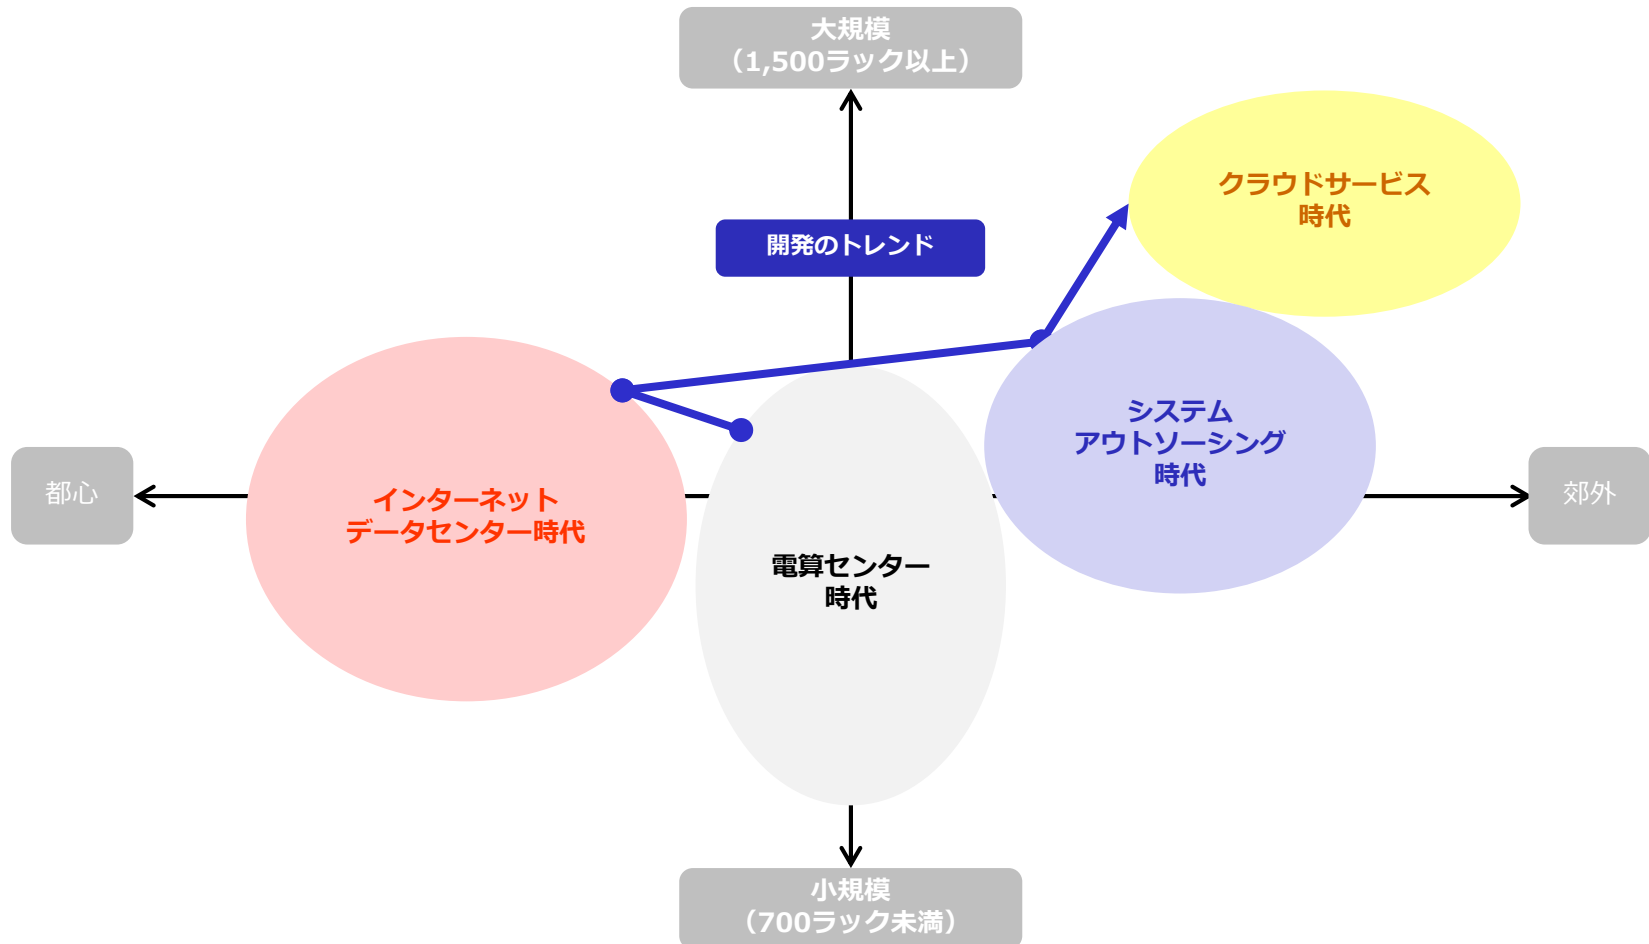 大規模
(1,500ラック以上)
クラウドサービス
時代
開発のトレンド
システム
アウトソーシング
時代
都心
インターネット
データセンター時代
郊外
電算センター
時代
小規模
(700ラック未満)